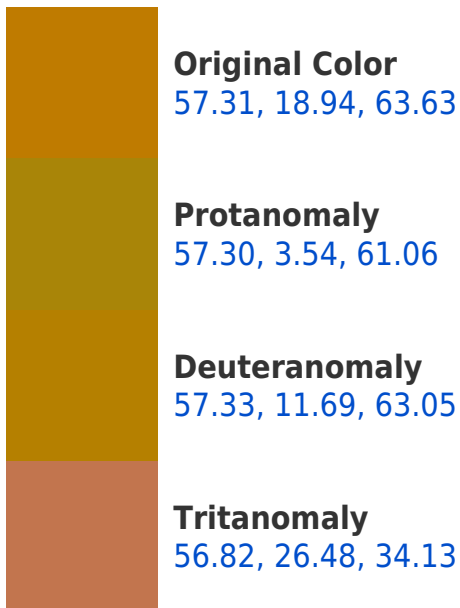 Original Color
57.31, 18.94, 63.63
Protanomaly
57.30, 3.54, 61.06
Deuteranomaly
57.33, 11.69, 63.05
Tritanomaly
56.82, 26.48, 34.13